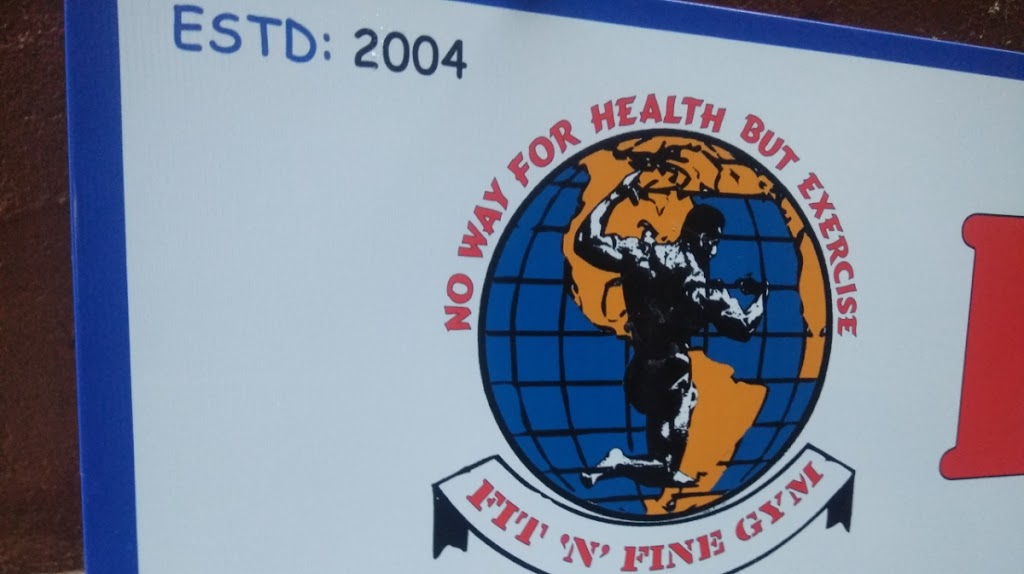 ESTD: 2004
NO WAY FOR HEALTH BUT EXERCISE
FIT 'N' FINE GYM